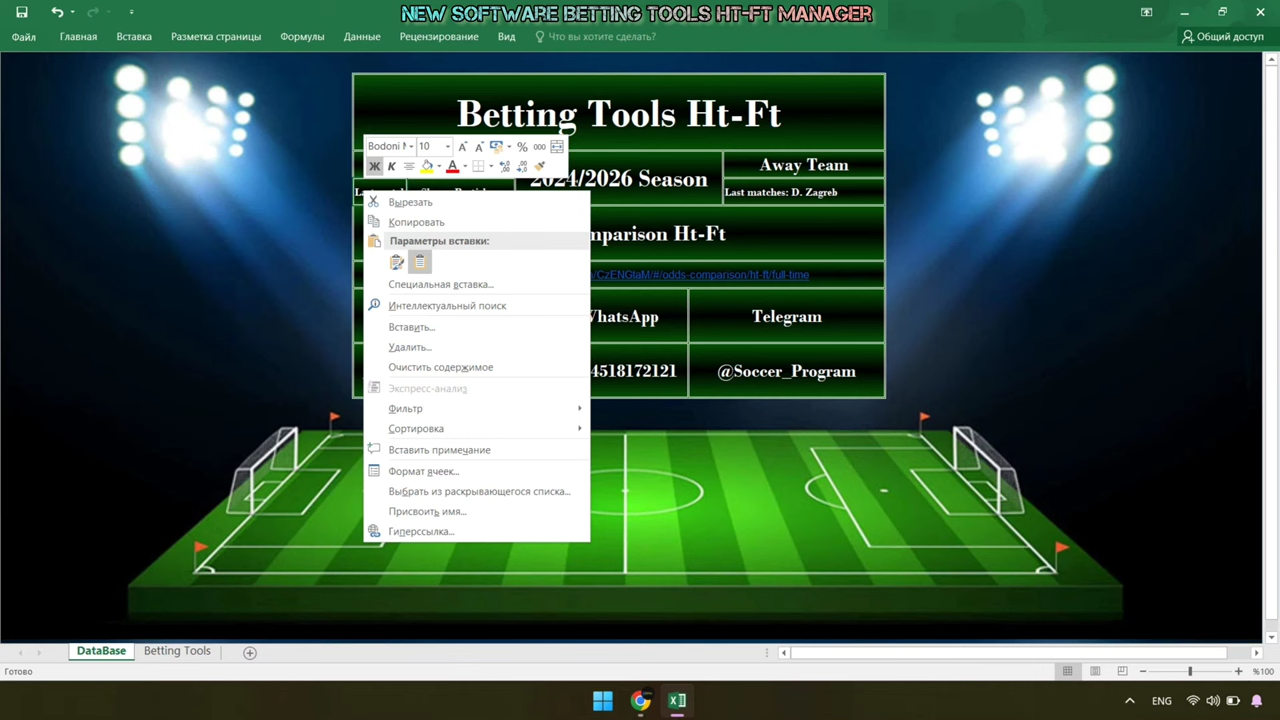 NEW SOFTWARE BETTING TOOLS HT-FT MANAGER
Файл
Главная
Вставка
Разметка страницы
Формулы
Данные
Рецензирование
Вид
Что вы хотите сделать?
Общий доступ
Betting Tools Ht-Ft
Bodoni 10
% 000
Ж К A
2024/2026 Season
Away Team
Last matches: D. Zagreb
Вырезать
Копировать
Параметры вставки:
Специальная вставка...
Интеллектуальный поиск
Вставить...
Удалить...
Очистить содержимое
Экспресс-анализ
Фильтр
Сортировка
Вставить примечание
Формат ячеек...
Выбрать из раскрывающегося списка...
Присвоить имя...
Гиперссылка...
mparison Ht-Ft
/CzENGtaM/#/odds-comparison/ht-ft/full-time
WhatsApp
Telegram
4518172121
@Soccer_Program
DataBase
Betting Tools
Готово
%100
ENG